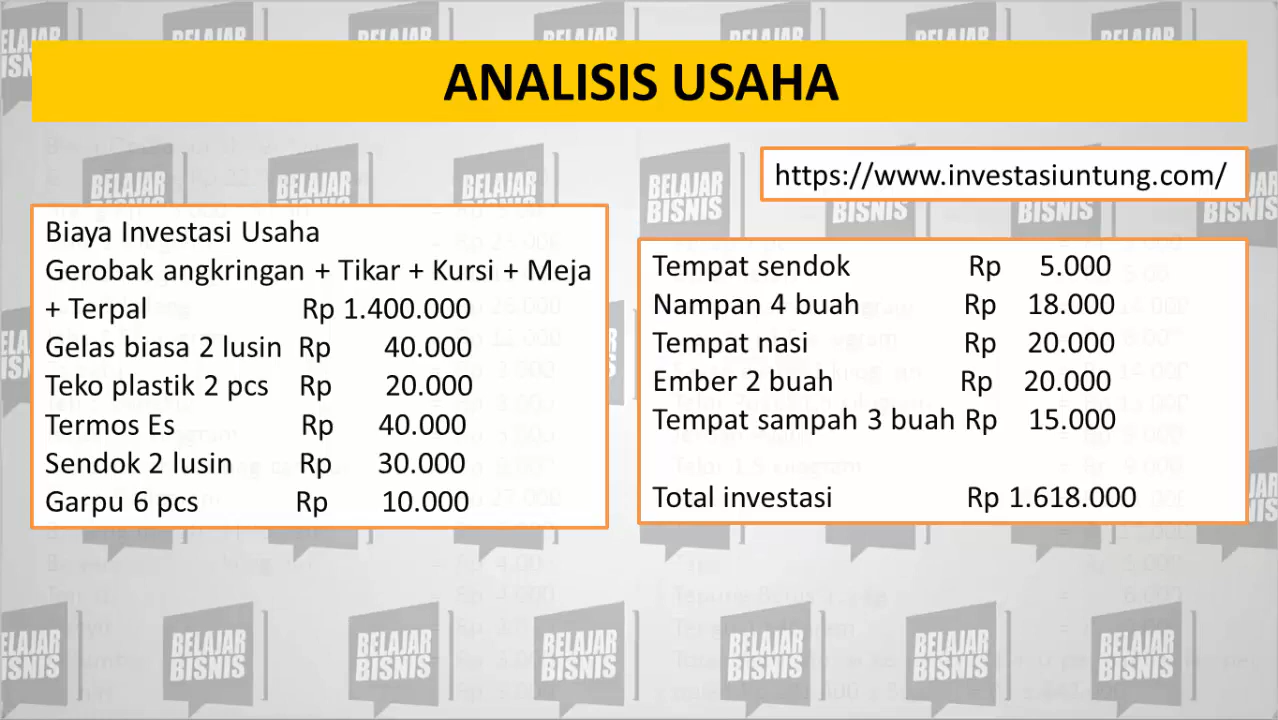 ANALISIS USAHA
https://www.investasiuntung.com/
Biaya Investasi Usaha
Gerobak angkringan + Tikar + Kursi + Meja
+ Terpal Rp 1.400.000
Gelas biasa 2 lusin Rp 40.000
Teko plastik 2 pcs Rp 20.000
Termos Es Rp 40.000
Sendok 2 lusin Rp 30.000
Garpu 6 pcs Rp 10.000
Tempat sendok Rp 5.000
Nampan 4 buah Rp 18.000
Tempat nasi Rp 20.000
Ember 2 buah Rp 20.000
Tempat sampah 3 buah Rp 15.000
Total investasi Rp 1.618.000
BELAJAR
BISNIS